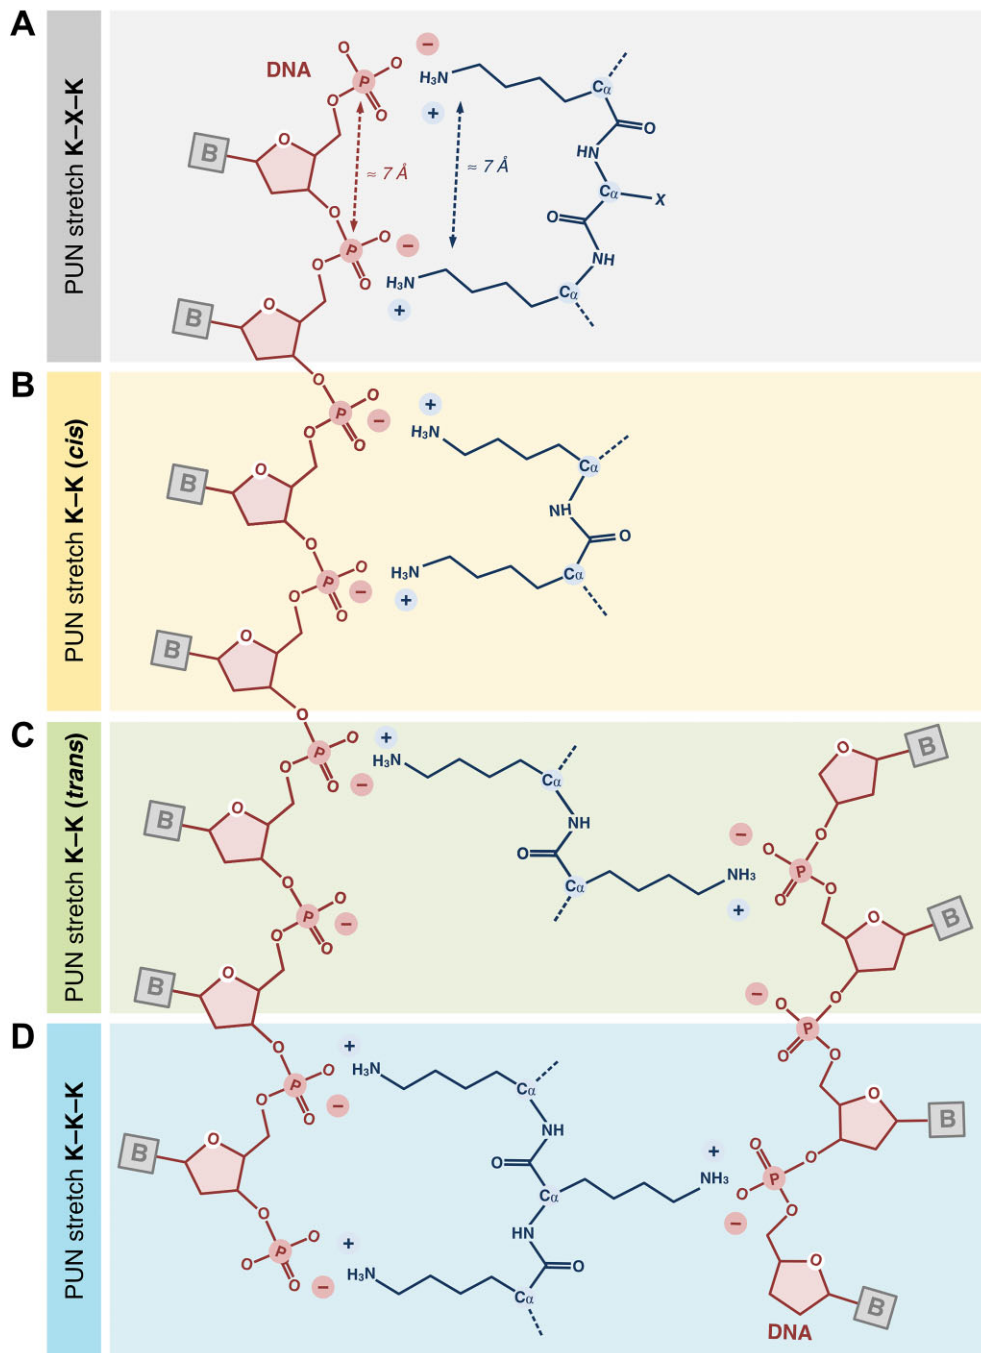 A
PUN stretch K–X–K
DNA
O
O
P
O
O
−
H₃N
+
Cα
O
HN
Cα
X
O
NH
≈ 7 Å
≈ 7 Å
B
O
O
P
O
−
O
O
H₃N
+
Cα
B
O
B
PUN stretch K–K (cis)
O
P
O
−
O
O
+
H₃N
Cα
NH
O
B
O
O
P
O
−
O
O
H₃N
+
Cα
B
O
C
PUN stretch K–K (trans)
O
P
O
−
O
O
+
H₃N
Cα
NH
O
Cα
NH₃
+
O
B
O
−
O
P
O
O
B
O
B
O
O
P
O
−
O
O
B
O
−
O
O
P
O
O
D
PUN stretch K–K–K
O
P
O
−
O
O
+
H₃N
Cα
NH
O
Cα
NH₃
+
HN
O
O
B
O
O
P
O
−
O
B
O
O
P
O
−
O
O
+
H₃N
Cα
O
B
DNA